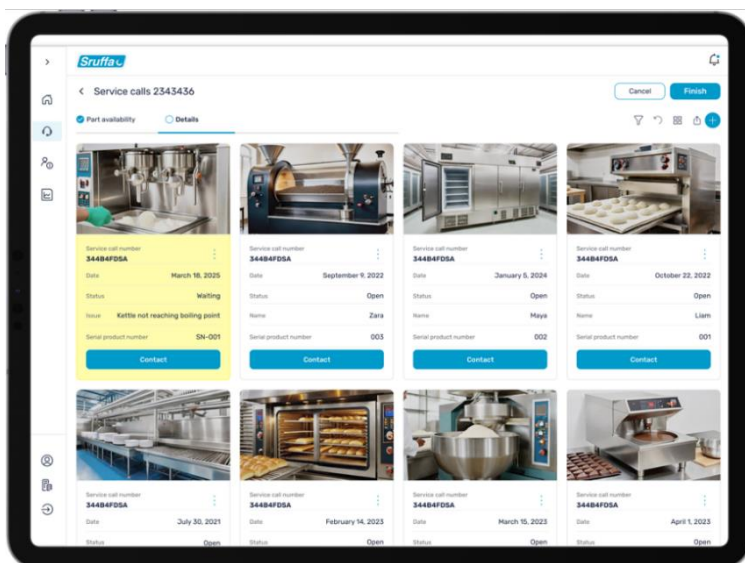 Sruffa
Service calls 2343436
Cancel
Finish
Part availability
Details
Service call number
344B4FDSA
Date March 18, 2025
Status Waiting
Issue Kettle not reaching boiling point
Serial product number SN-001
Contact
Service call number
344B4FDSA
Date September 9, 2022
Status Open
Name Zara
Serial product number 003
Contact
Service call number
344B4FDSA
Date January 5, 2024
Status Open
Name Maya
Serial product number 002
Contact
Service call number
344B4FDSA
Date October 22, 2022
Status Open
Name Liam
Serial product number 001
Contact
Service call number
344B4FDSA
Date July 30, 2021
Status Open
Service call number
344B4FDSA
Date February 14, 2023
Status Open
Service call number
344B4FDSA
Date March 15, 2023
Status Open
Service call number
344B4FDSA
Date April 1, 2023
Status Open